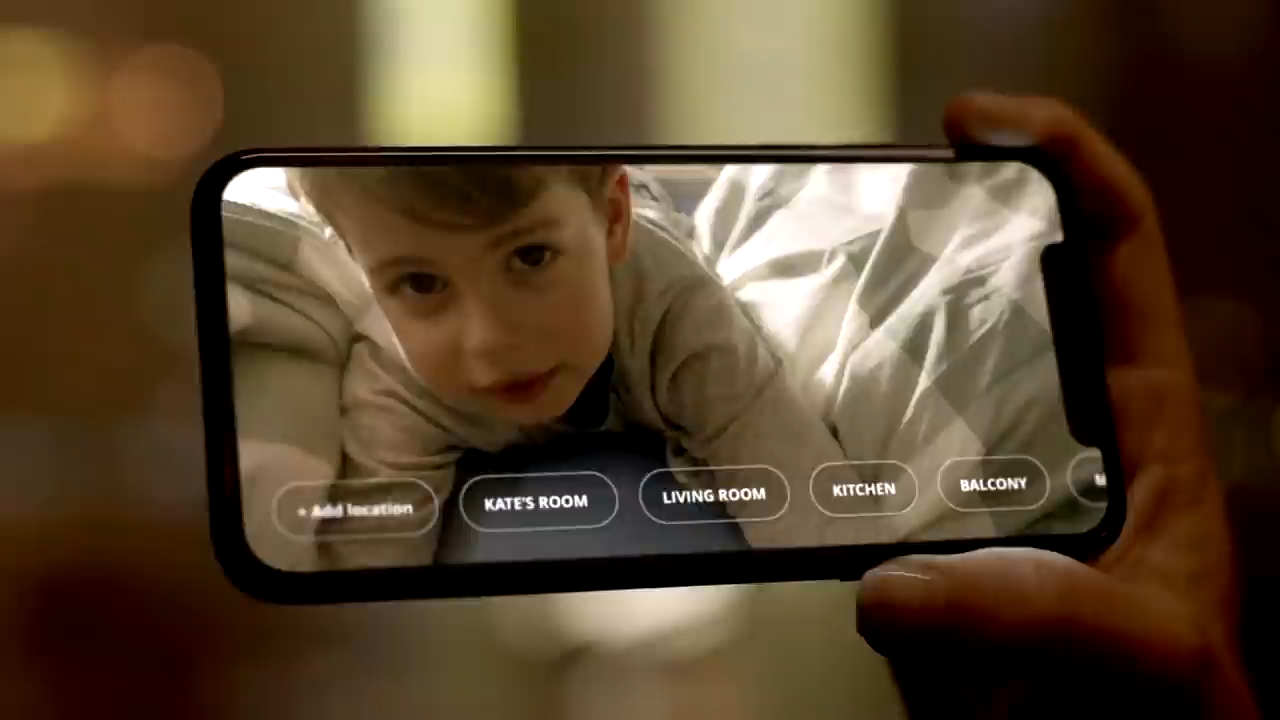 + Add location
KATE'S ROOM
LIVING ROOM
KITCHEN
BALCONY